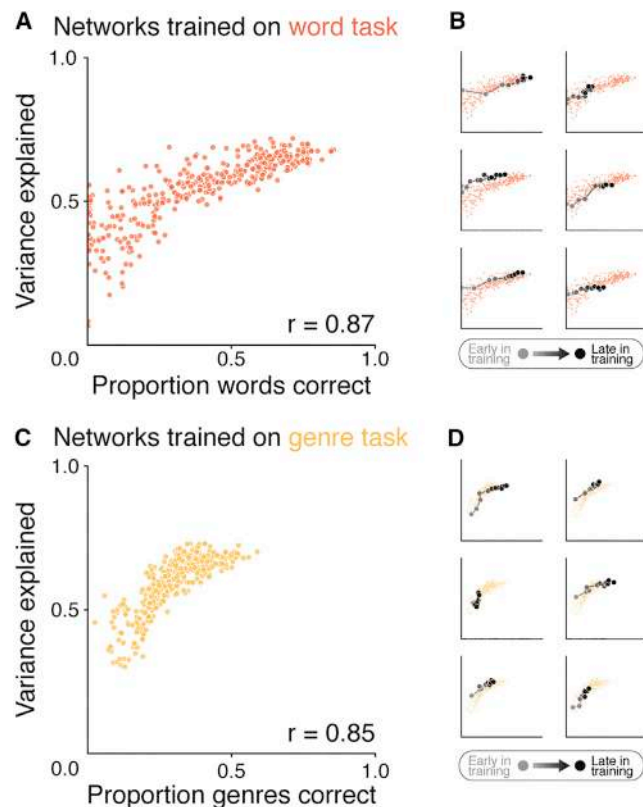 A
Networks trained on word task
B
Variance explained
1.0
0.5
0.0
0.5
1.0
r = 0.87
Proportion words correct
Early in
training
Late in
training
C
Networks trained on genre task
D
Variance explained
1.0
0.5
0.0
0.5
1.0
r = 0.85
Proportion genres correct
Early in
training
Late in
training